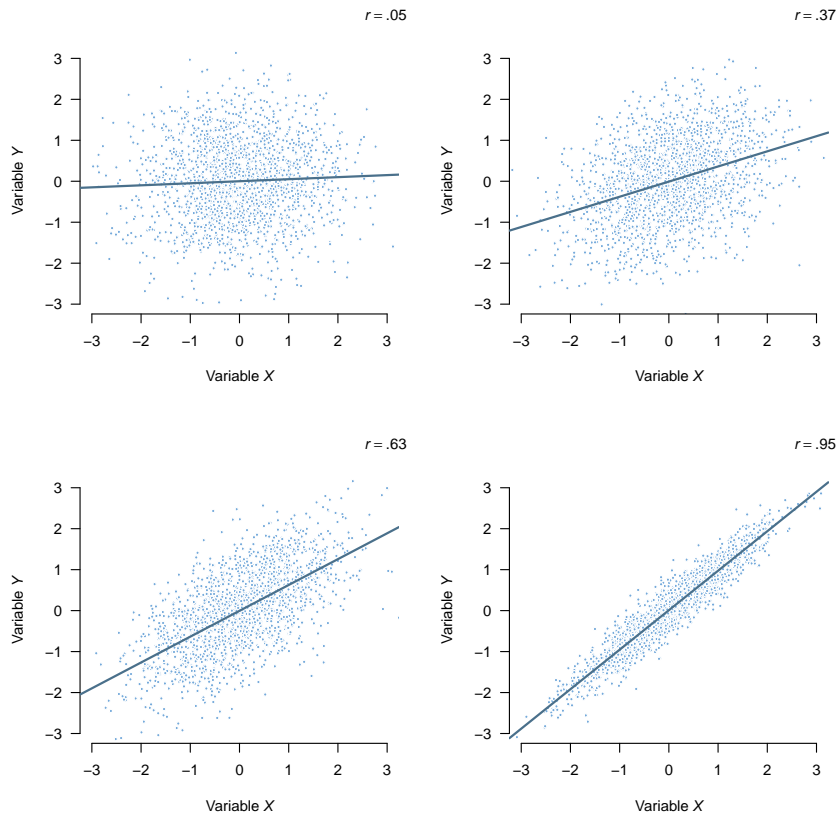 r = .05
3
2
1
0
−1
−2
−3
Variable Y
−3 −2 −1 0 1 2 3
Variable X
r = .37
3
2
1
0
−1
−2
−3
Variable Y
−3 −2 −1 0 1 2 3
Variable X
r = .63
3
2
1
0
−1
−2
−3
Variable Y
−3 −2 −1 0 1 2 3
Variable X
r = .95
3
2
1
0
−1
−2
−3
Variable Y
−3 −2 −1 0 1 2 3
Variable X